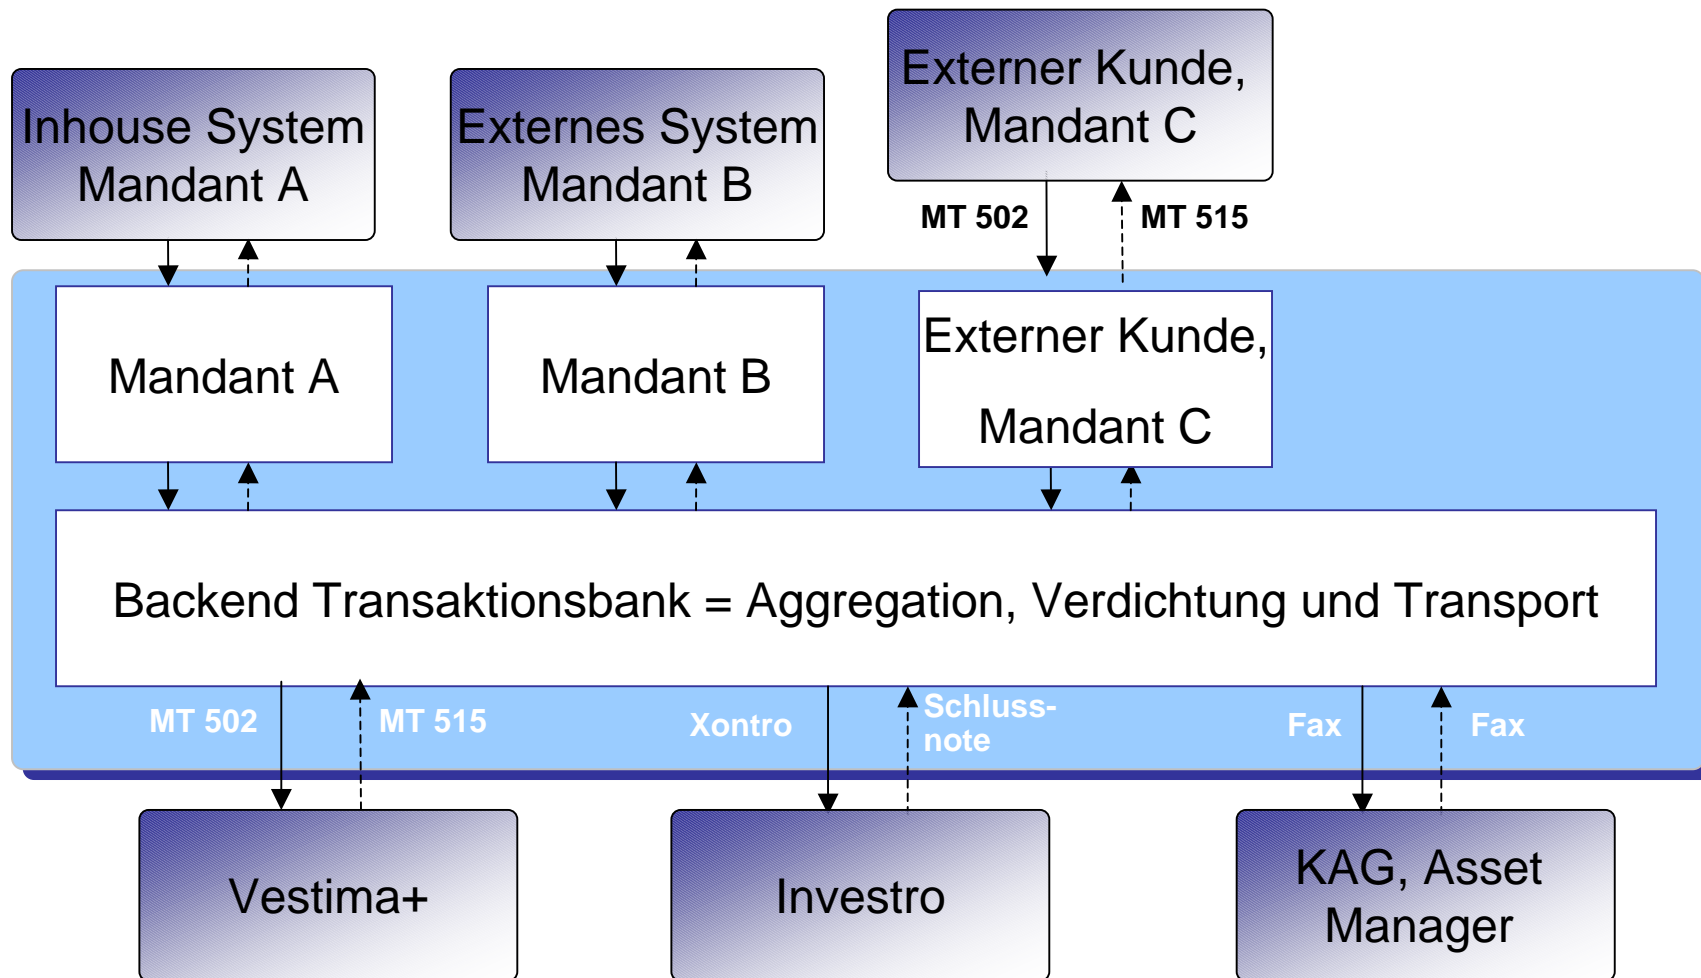 Inhouse System
Mandant A
Externes System
Mandant B
Externer Kunde,
Mandant C
MT 502
MT 515
Mandant A
Mandant B
Externer Kunde,
Mandant C
Backend Transaktionsbank = Aggregation, Verdichtung und Transport
MT 502
MT 515
Xontro
Schluss-
note
Fax
Fax
Vestima+
Investro
KAG, Asset
Manager